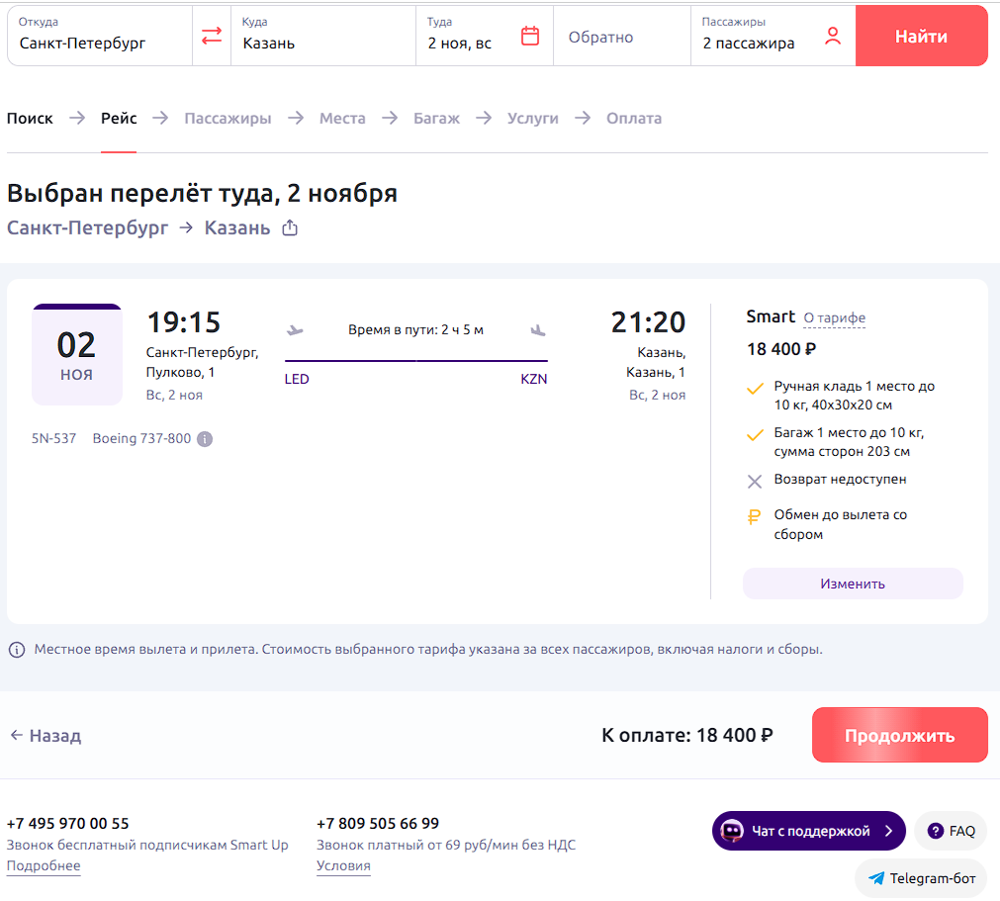 Откуда
Санкт-Петербург
Куда
Казань
Туда
2 ноя, вс
Обратно
Пассажиры
2 пассажира
Найти
Поиск → Рейс → Пассажиры → Места → Багаж → Услуги → Оплата
Выбран перелёт туда, 2 ноября
Санкт-Петербург → Казань
02
НОЯ
19:15
Санкт-Петербург,
Пулково, 1
Вс, 2 ноя
Время в пути: 2 ч 5 м
LED
KZN
21:20
Казань,
Казань, 1
Вс, 2 ноя
5N-537 Boeing 737-800
Smart О тарифе
18 400 ₽
Ручная кладь 1 место до
10 кг, 40x30x20 см
Багаж 1 место до 10 кг,
сумма сторон 203 см
Возврат недоступен
Обмен до вылета со
сбором
Изменить
Местное время вылета и прилета. Стоимость выбранного тарифа указана за всех пассажиров, включая налоги и сборы.
← Назад
К оплате: 18 400 ₽
Продолжить
+7 495 970 00 55
Звонок бесплатный подписчикам Smart Up
Подробнее
+7 809 505 66 99
Звонок платный от 69 руб/мин без НДС
Условия
Чат с поддержкой
? FAQ
Telegram-бот